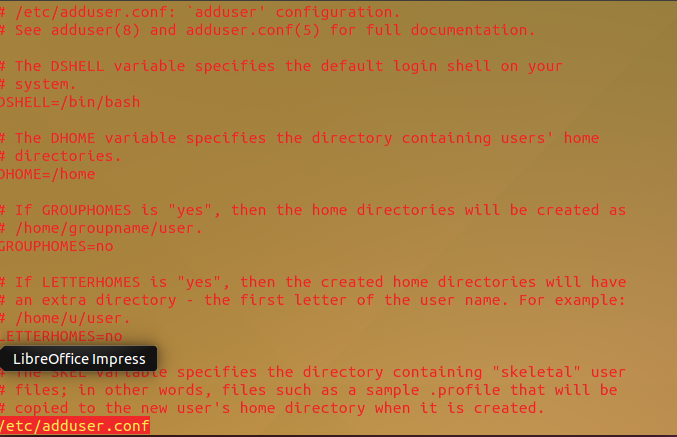 # /etc/adduser.conf: `adduser' configuration.
# See adduser(8) and adduser.conf(5) for full documentation.
# The DSHELL variable specifies the default login shell on your
# system.
DSHELL=/bin/bash
# The DHOME variable specifies the directory containing users' home
# directories.
DHOME=/home
# If GROUPHOMES is "yes", then the home directories will be created as
# /home/groupname/user.
GROUPHOMES=no
# If LETTERHOMES is "yes", then the created home directories will have
# an extra directory - the first letter of the user name. For example:
# /home/u/user.
LETTERHOMES=no
LibreOffice Impress
# The SKEL variable specifies the directory containing "skeletal" user
# files; in other words, files such as a sample .profile that will be
# copied to the new user's home directory when it is created.
/etc/adduser.conf